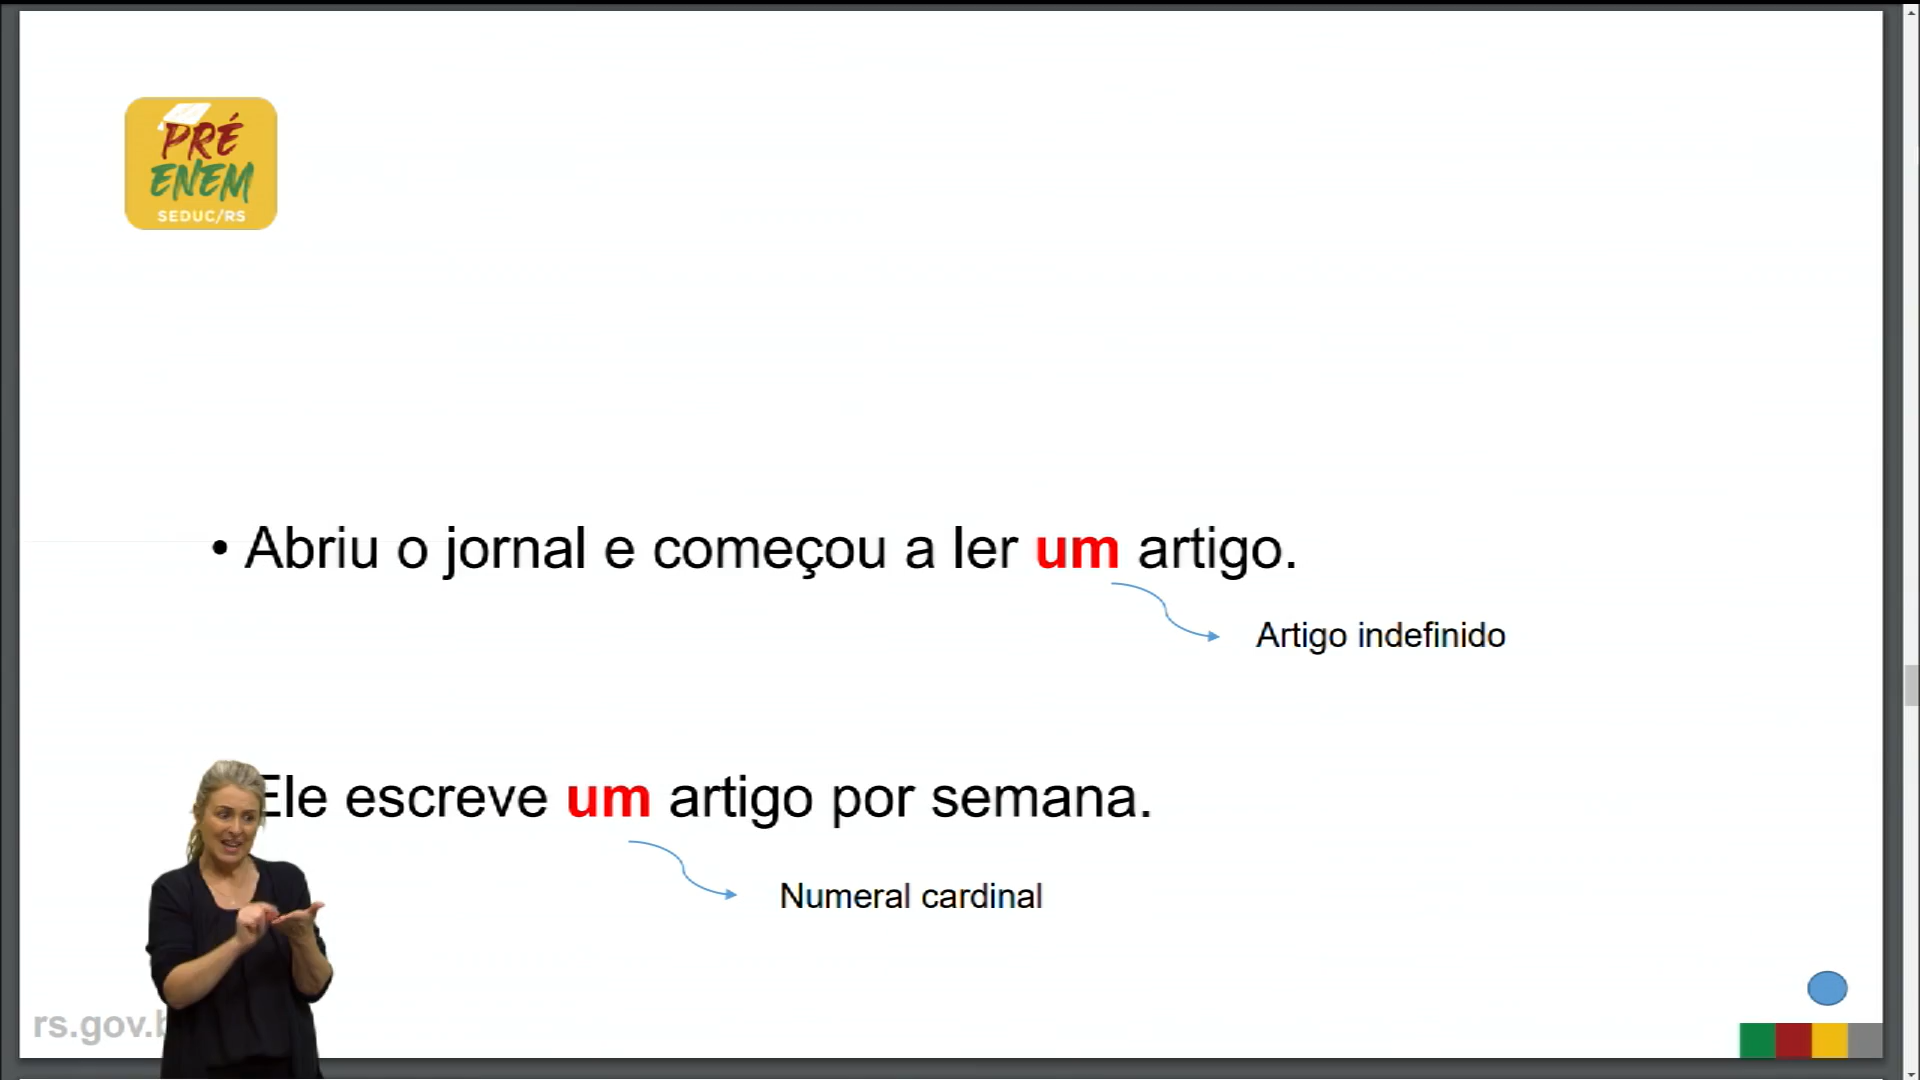 PRÉ
ENEM
SEDUC/RS
• Abriu o jornal e começou a ler um artigo.
Artigo indefinido
Ele escreve um artigo por semana.
Numeral cardinal
rs.gov.b